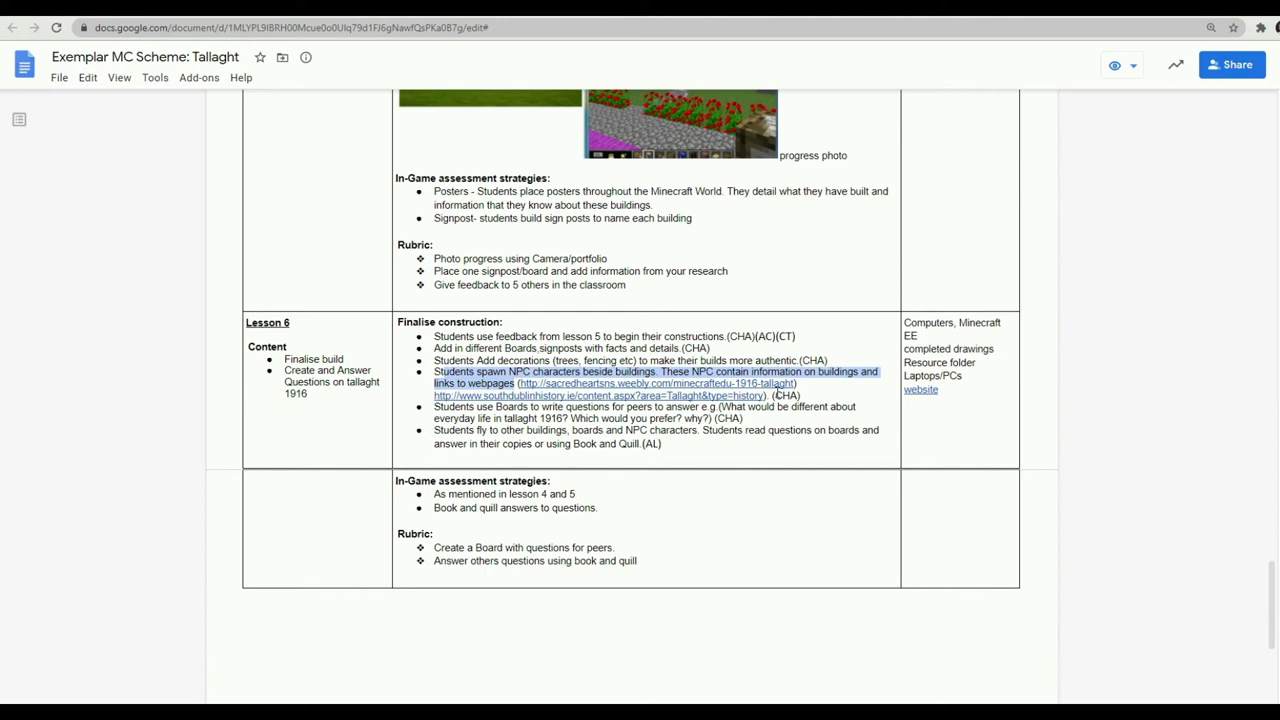 docs.google.com/document/d/1MLYPL9IBRH00Mcue0o0UIq79d1FJ6gNawfQsPKa0B7g/edit#
Exemplar MC Scheme: Tallaght
File Edit View Tools Add-ons Help
Share
progress photo
In-Game assessment strategies:
● Posters - Students place posters throughout the Minecraft World. They detail what they have built and
information that they know about these buildings.
● Signpost- students build sign posts to name each building
Rubric:
❖ Photo progress using Camera/portfolio
❖ Place one signpost/board and add information from your research
❖ Give feedback to 5 others in the classroom
Lesson 6
Content
● Finalise build
● Create and Answer
Questions on tallaght
1916
Finalise construction:
● Students use feedback from lesson 5 to begin their constructions.(CHA)(AC)(CT)
● Add in different Boards,signposts with facts and details.(CHA)
● Students Add decorations (trees, fencing etc) to make their builds more authentic.(CHA)
● Students spawn NPC characters beside buildings. These NPC contain information on buildings and
links to webpages (http://sacredheartsns.weebly.com/minecraftedu-1916-tallaght)
http://www.southdublinhistory.ie/content.aspx?area=Tallaght&type=history). (CHA)
● Students use Boards to write questions for peers to answer e.g.(What would be different about
everyday life in tallaght 1916? Which would you prefer? why?) (CHA)
● Students fly to other buildings, boards and NPC characters. Students read questions on boards and
answer in their copies or using Book and Quill.(AL)
Computers, Minecraft
EE
completed drawings
Resource folder
Laptops/PCs
website
In-Game assessment strategies:
● As mentioned in lesson 4 and 5
● Book and quill answers to questions.
Rubric:
❖ Create a Board with questions for peers.
❖ Answer others questions using book and quill